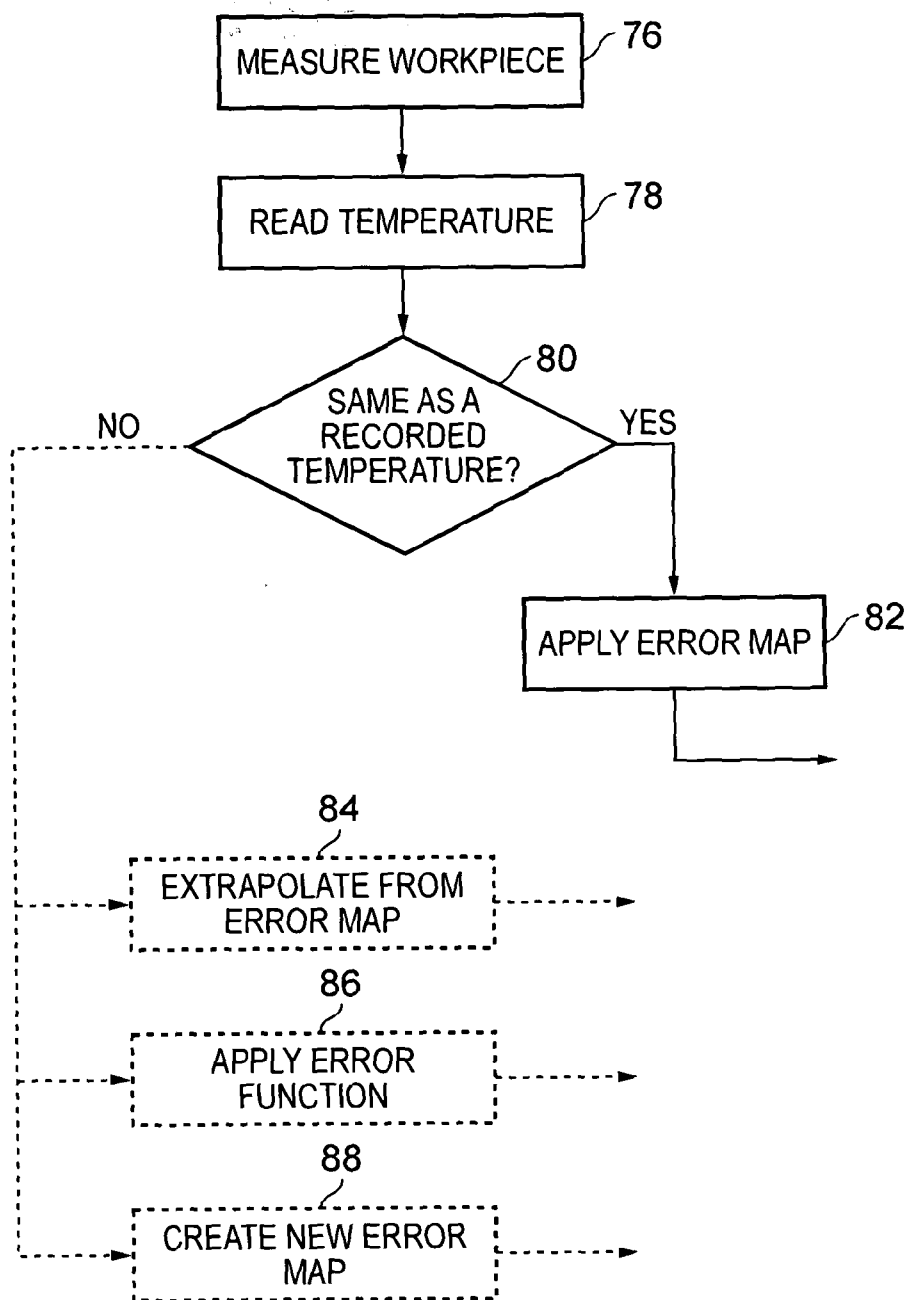 MEASURE WORKPIECE
76
READ TEMPERATURE
78
80
SAME AS A
RECORDED
TEMPERATURE?
NO
YES
APPLY ERROR MAP
82
84
EXTRAPOLATE FROM
ERROR MAP
86
APPLY ERROR
FUNCTION
88
CREATE NEW ERROR
MAP